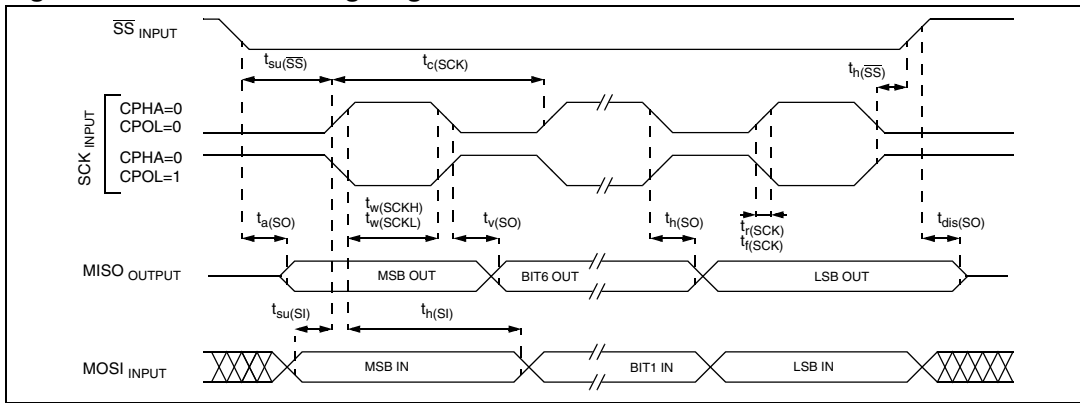 SS INPUT
tsu(SS)
tc(SCK)
th(SS)
SCK INPUT
CPHA=0
CPOL=0
CPHA=0
CPOL=1
ta(SO)
tw(SCKH)
tw(SCKL)
tv(SO)
th(SO)
tr(SCK)
tf(SCK)
tdis(SO)
MISO OUTPUT
MSB OUT
BIT6 OUT
LSB OUT
tsu(SI)
th(SI)
MOSI INPUT
MSB IN
BIT1 IN
LSB IN